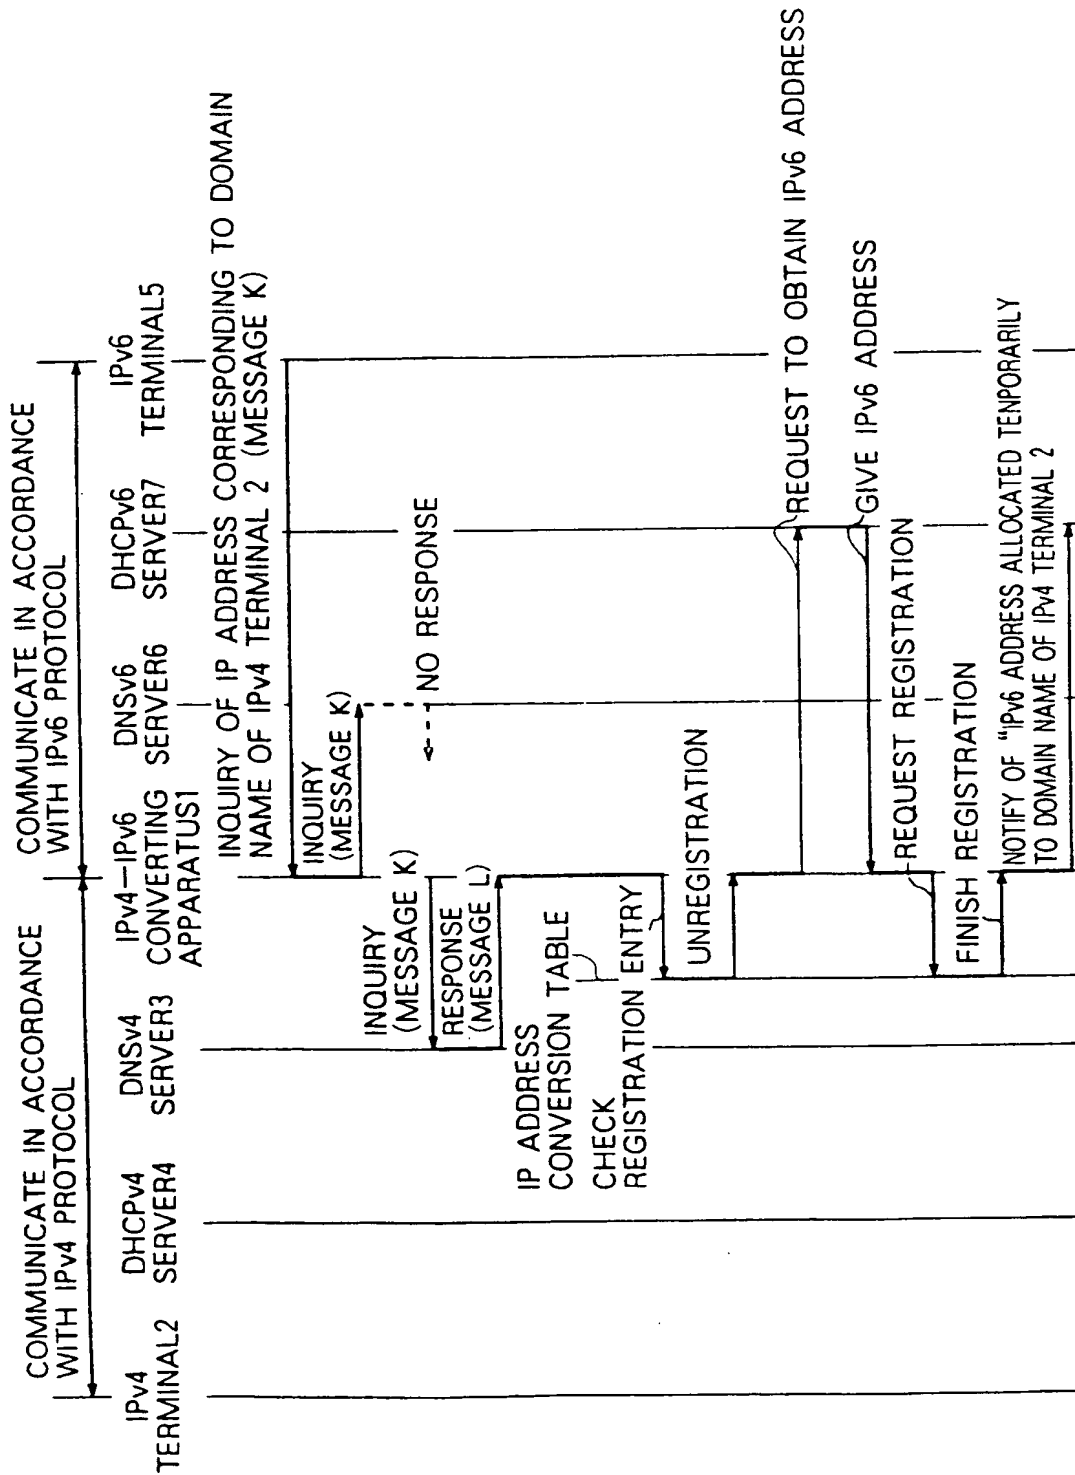 COMMUNICATE IN ACCORDANCE
WITH IPv4 PROTOCOL
COMMUNICATE IN ACCORDANCE
WITH IPv6 PROTOCOL
IPv4
TERMINAL2
DHCPv4
SERVER4
DNSv4
SERVER3
IPv4—IPv6
CONVERTING
APPARATUS1
DNSv6
SERVER6
DHCPv6
SERVER7
IPv6
TERMINAL5
INQUIRY OF IP ADDRESS CORRESPONDING TO DOMAIN
NAME OF IPv4 TERMINAL 2 (MESSAGE K)
INQUIRY
(MESSAGE K)
NO RESPONSE
INQUIRY
(MESSAGE K)
RESPONSE
(MESSAGE L)
IP ADDRESS
CONVERSION TABLE
CHECK
REGISTRATION ENTRY
UNREGISTRATION
REQUEST TO OBTAIN IPv6 ADDRESS
GIVE IPv6 ADDRESS
REQUEST REGISTRATION
FINISH REGISTRATION
NOTIFY OF "IPv6 ADDRESS ALLOCATED TENPORARILY
TO DOMAIN NAME OF IPv4 TERMINAL 2